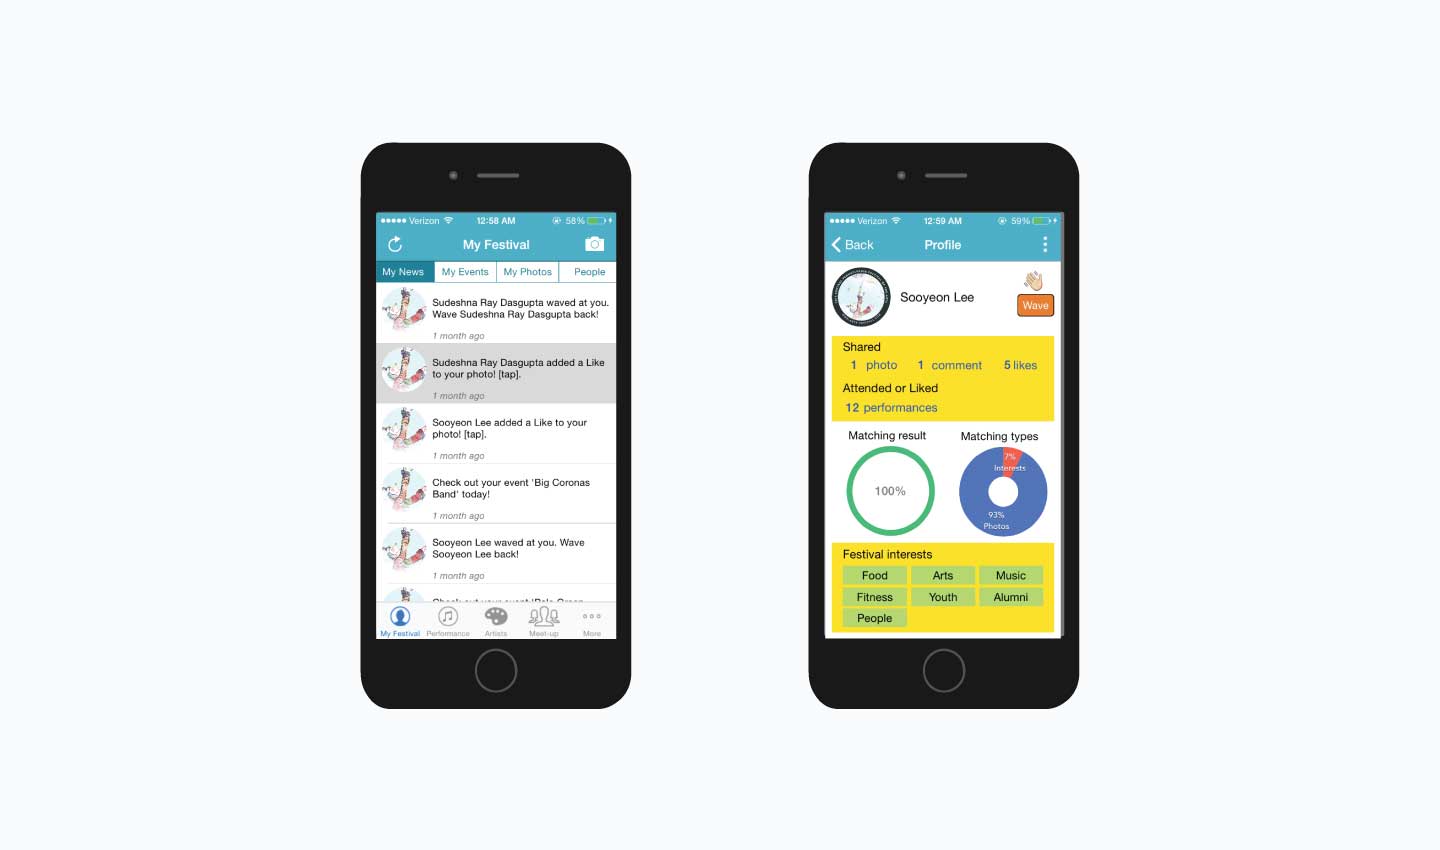 Verizon 12:58 AM 58%
My Festival
My News My Events My Photos People
Sudeshna Ray Dasgupta waved at you.
Wave Sudeshna Ray Dasgupta back!
1 month ago
Sudeshna Ray Dasgupta added a Like
to your photo! [tap].
1 month ago
Sooyeon Lee added a Like to your
photo! [tap].
1 month ago
Check out your event 'Big Coronas
Band' today!
1 month ago
Sooyeon Lee waved at you. Wave
Sooyeon Lee back!
1 month ago
Check out your event
My Festival Performance Artists Meet-up More
Verizon 12:59 AM 59%
Back Profile
Sooyeon Lee
Wave
Shared
1 photo 1 comment 5 likes
Attended or Liked
12 performances
Matching result Matching types
100%
7%
Interests
93%
Photos
Festival interests
Food Arts Music
Fitness Youth Alumni
People